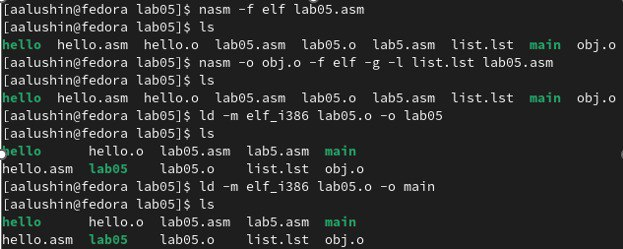 [aalushin@fedora lab05]$ nasm -f elf lab05.asm
[aalushin@fedora lab05]$ ls
hello hello.asm hello.o lab05.asm lab05.o lab5.asm list.lst main obj.o
[aalushin@fedora lab05]$ nasm -o obj.o -f elf -g -l list.lst lab05.asm
[aalushin@fedora lab05]$ ls
hello hello.asm hello.o lab05.asm lab05.o lab5.asm list.lst main obj.o
[aalushin@fedora lab05]$ ld -m elf_i386 lab05.o -o lab05
[aalushin@fedora lab05]$ ls
hello hello.o lab05.asm lab5.asm main
hello.asm lab05 lab05.o list.lst obj.o
[aalushin@fedora lab05]$ ld -m elf_i386 lab05.o -o main
[aalushin@fedora lab05]$ ls
hello hello.o lab05.asm lab5.asm main
hello.asm lab05 lab05.o list.lst obj.o